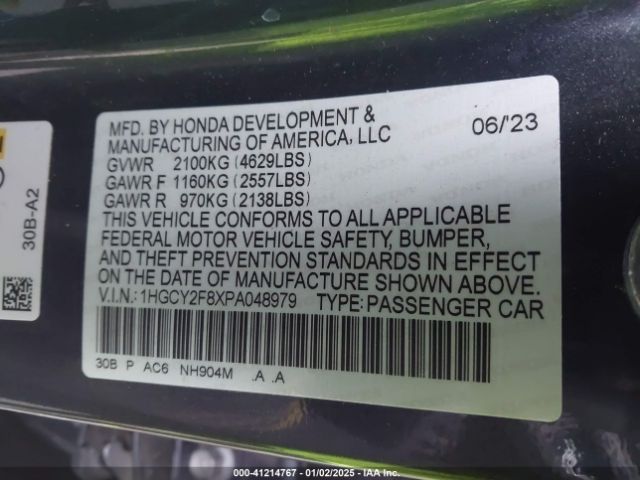 MFD. BY HONDA DEVELOPMENT &
MANUFACTURING OF AMERICA, LLC
06/'23
GVWR 2100KG (4629LBS)
GAWR F 1160KG (2557LBS)
GAWR R 970KG (2138LBS)
THIS VEHICLE CONFORMS TO ALL APPLICABLE
FEDERAL MOTOR VEHICLE SAFETY, BUMPER,
AND THEFT PREVENTION STANDARDS IN EFFECT
ON THE DATE OF MANUFACTURE SHOWN ABOVE.
V.I.N.:1HGCY2F8XPA048979 TYPE:PASSENGER CAR
30B P AC6 NH904M .A .A
30B-A2
000-41214767 - 01/02/2025 - IAA Inc.